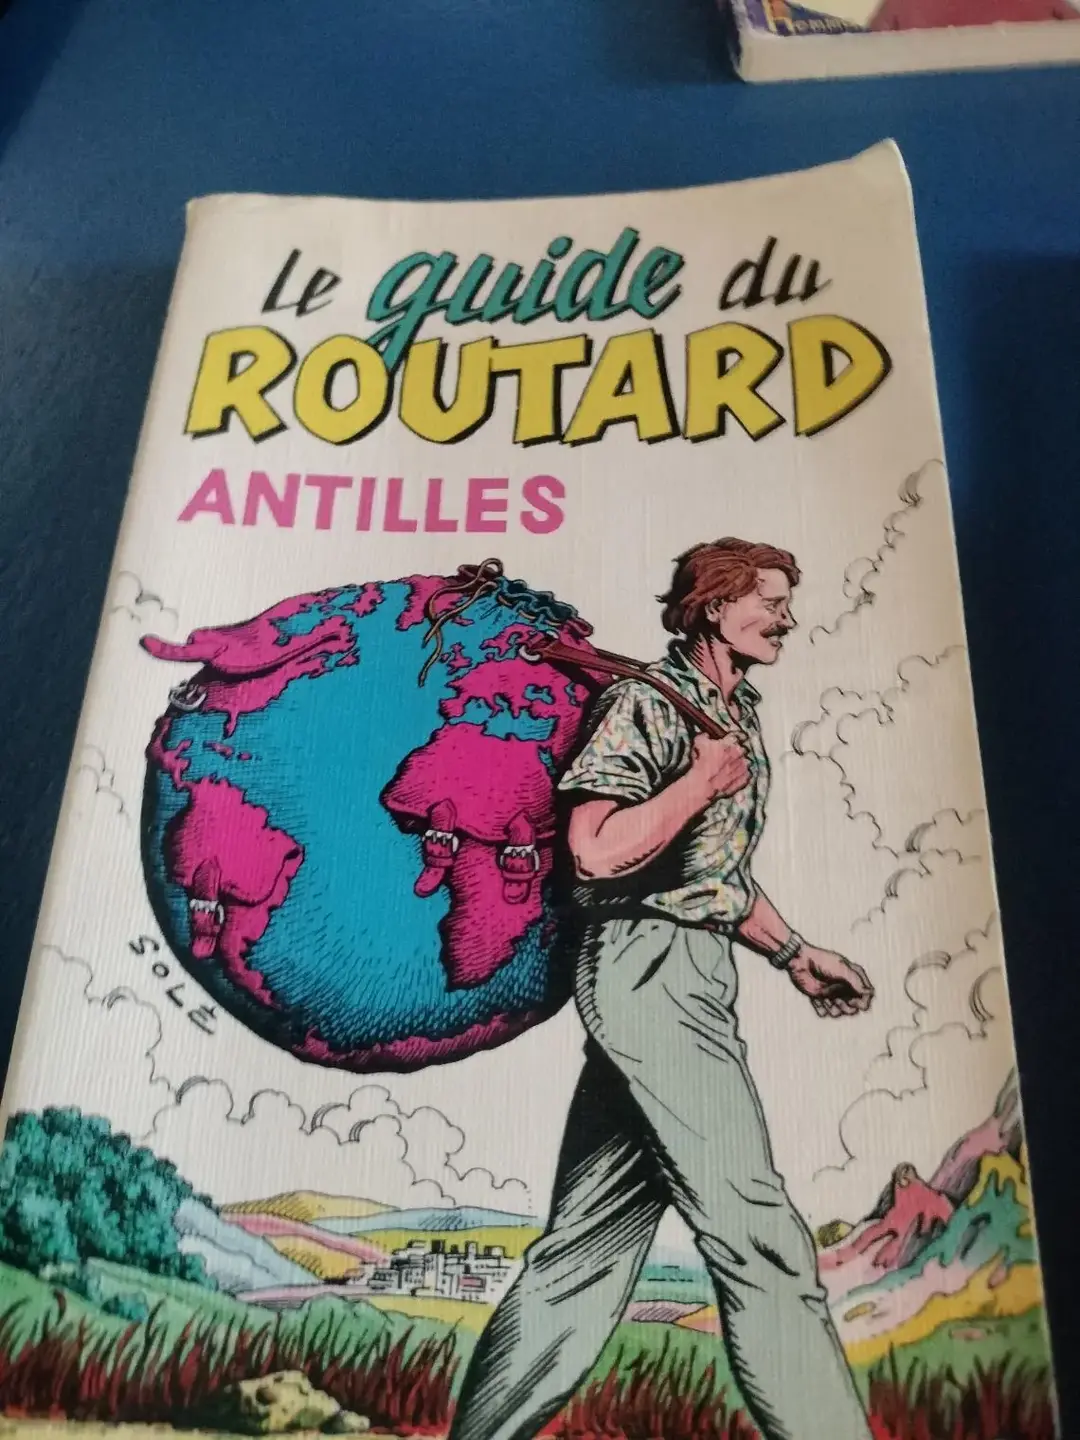 Le guide du
ROUTARD
ANTILLES
SOLÉ